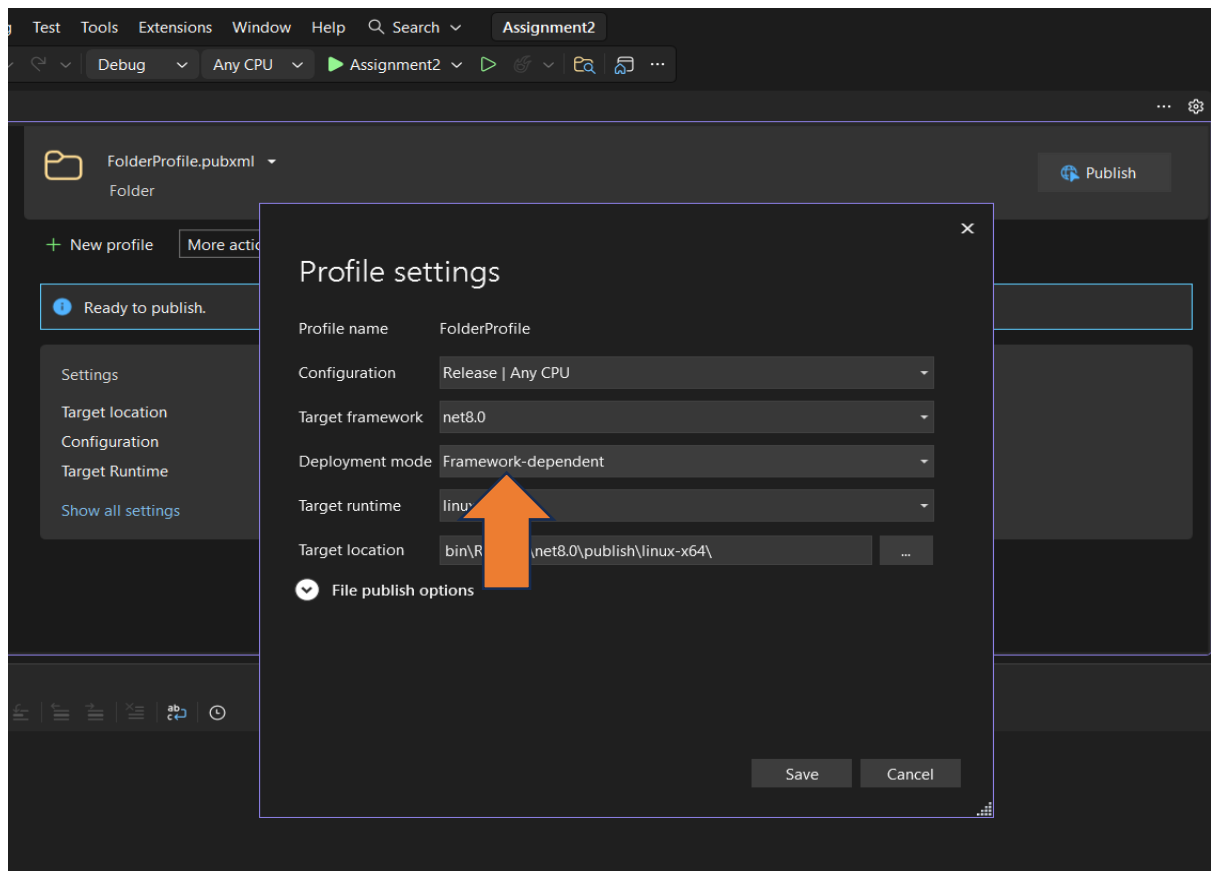 Test Tools Extensions Window Help Search Assignment2
Debug Any CPU Assignment2
FolderProfile.pubxml
Folder
Publish
New profile More actio
Profile settings
Ready to publish.
Profile name FolderProfile
Settings
Configuration Release | Any CPU
Target location
Target framework net8.0
Configuration
Deployment mode Framework-dependent
Target Runtime
Target runtime
Show all settings
Target location bin\R \net8.0\publish\linux-x64\ ...
File publish options
Save Cancel